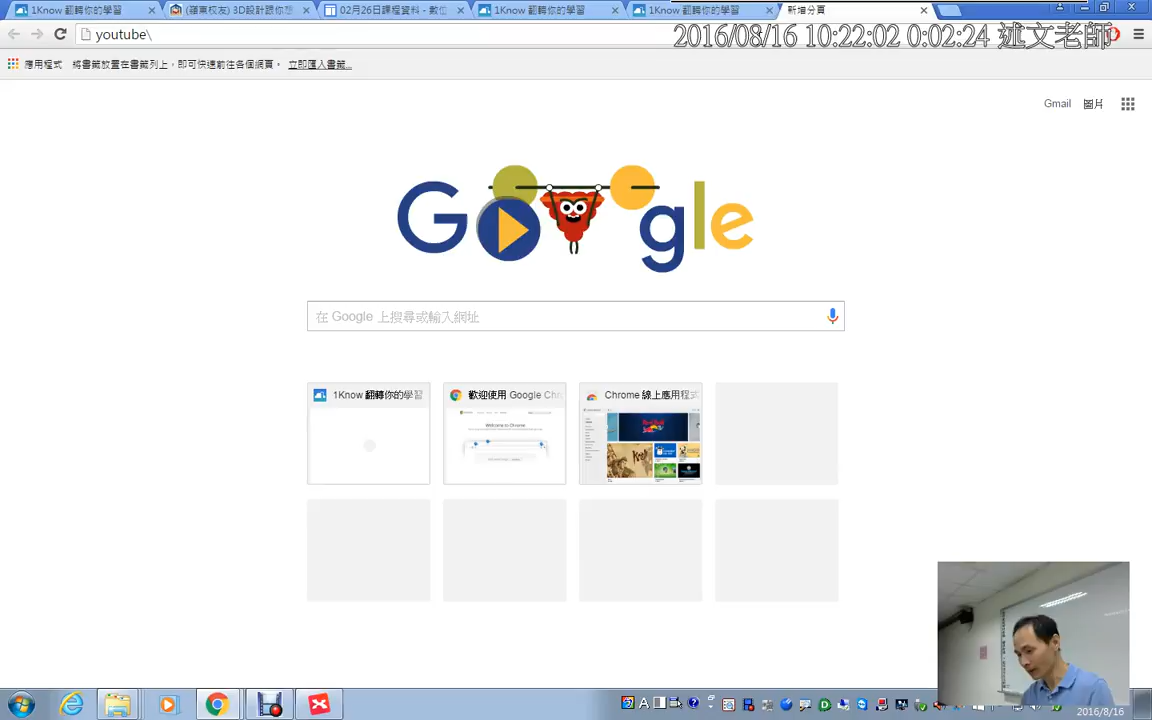 1Know 翻轉你的學習
(嶺東校友) 3D設計跟你想
02月26日課程資料 - 數位
1Know 翻轉你的學習
1Know 翻轉你的學習
新增分頁
youtube\
2016/08/16 10:22:02 0:02:24 述文老師
應用程式 將書籤放置在書籤列上，即可快速前往各個網頁。 立即匯入書籤...
Gmail 圖片
Google
在 Google 上搜尋或輸入網址
1Know 翻轉你的學習
歡迎使用 Google Chr
Chrome 線上應用程式
Welcome to Chrome
2016/8/16